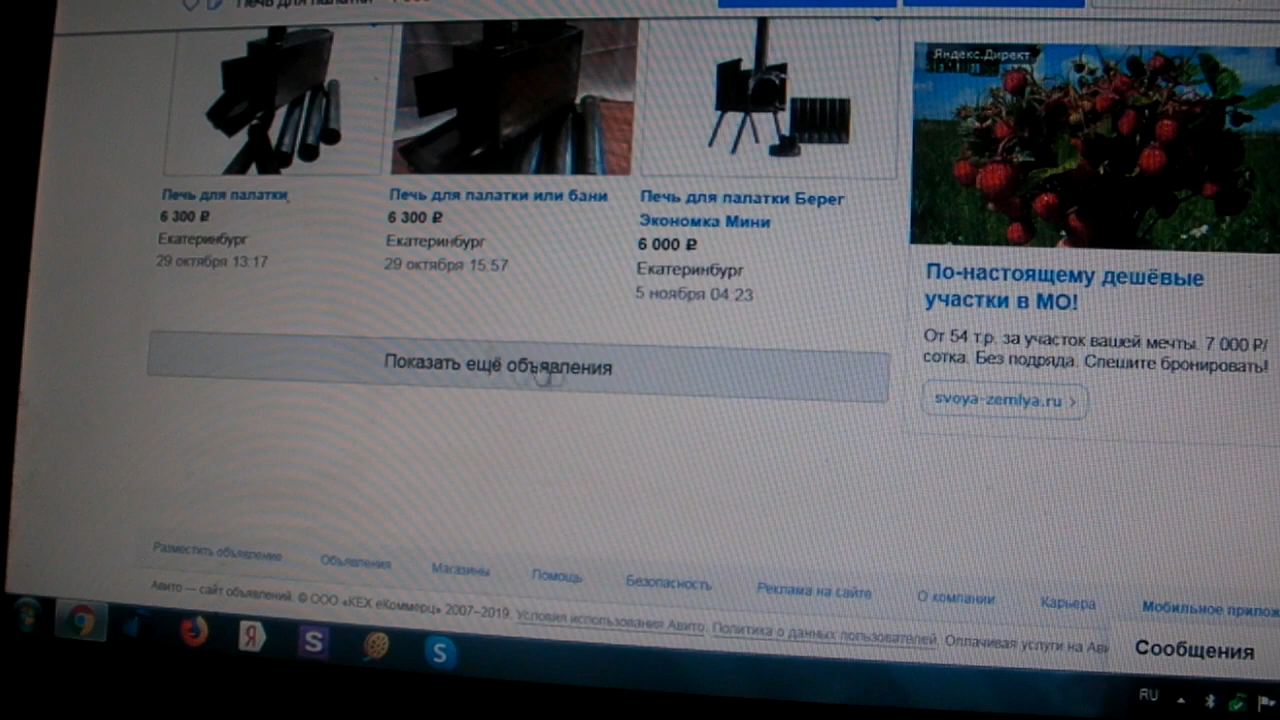 Печь для палатки
Печь для палатки
6 300 ₽
Екатеринбург
29 октября 13:17
Печь для палатки или бани
6 300 ₽
Екатеринбург
29 октября 15:57
Печь для палатки Берег
Экономка Мини
6 000 ₽
Екатеринбург
5 ноября 04:23
Показать ещё объявления
Яндекс.Директ
По-настоящему дешёвые
участки в МО!
От 54 т.р. за участок вашей мечты. 7 000 ₽/
сотка. Без подряда. Спешите бронировать!
svoya-zemlya.ru
Разместить объявление Объявления Магазины Помощь Безопасность Реклама на сайте О компании Карьера Мобильное прилож
Авито — сайт объявлений. © ООО «КЕХ еКоммерц» 2007–2019. Условия использования Авито. Политика о данных пользователей. Оплачивая услуги на Ави
Сообщения
RU